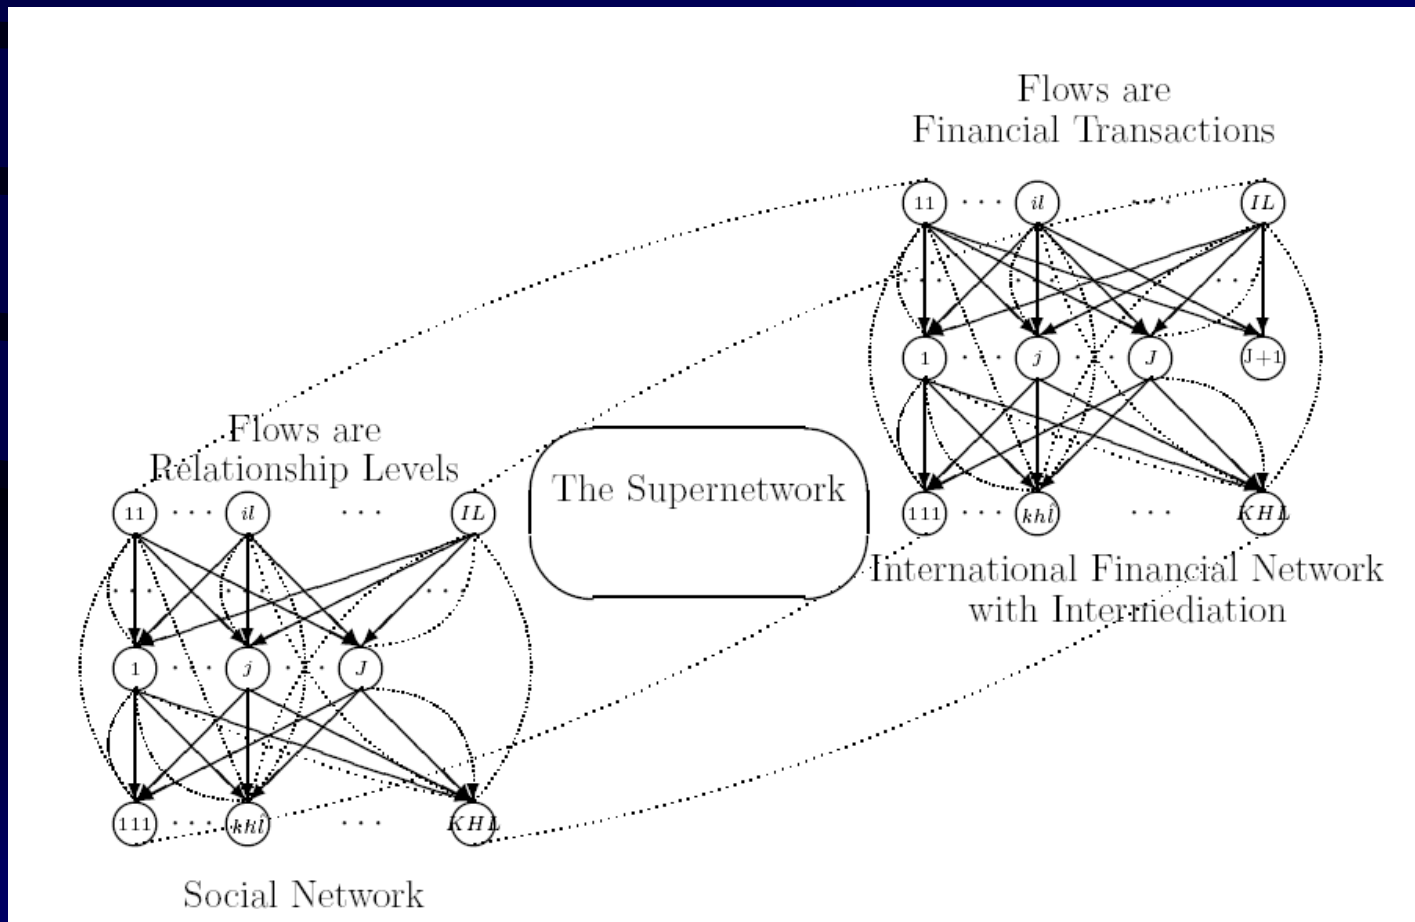 Flows are
Financial Transactions
11 · · · il · · · IL
1 · · · j · · · J J+1
111 · · · khl̂ · · · KHL
International Financial Network
with Intermediation
The Supernetwork
Flows are
Relationship Levels
11 · · · il · · · IL
1 · · · j · · · J
111 · · · khl̂ · · · KHL
Social Network